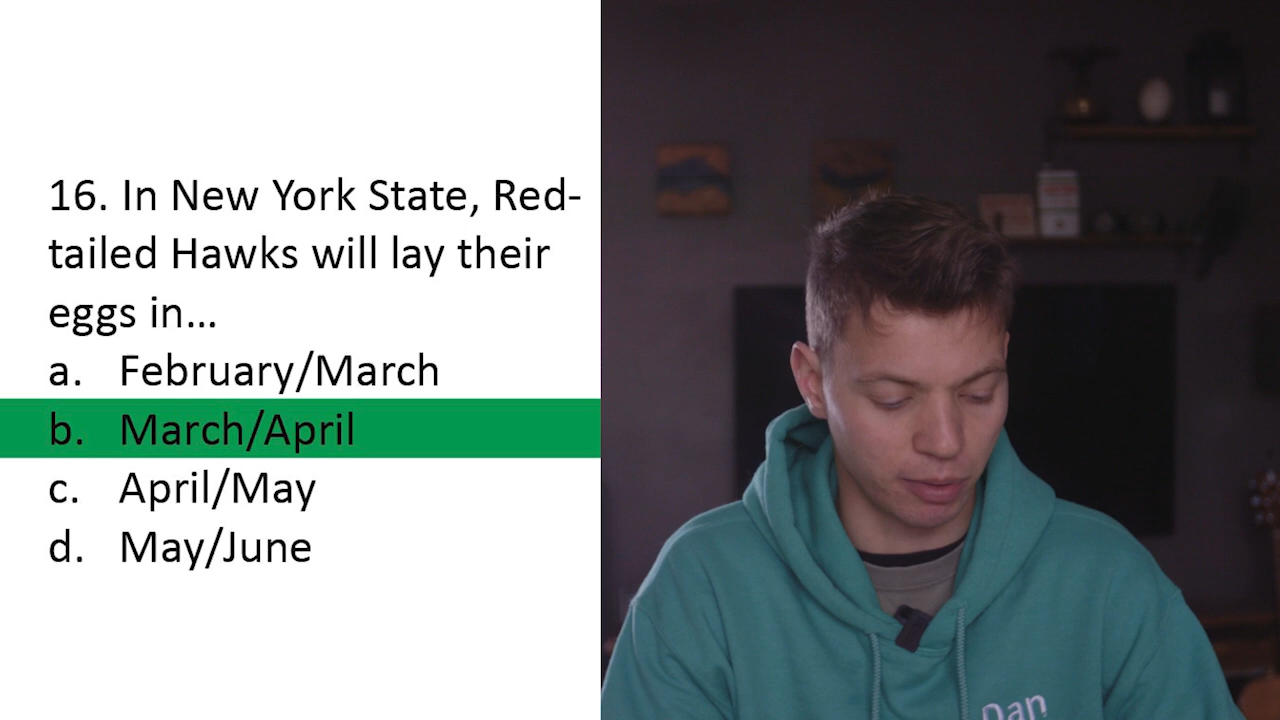 16. In New York State, Red-
tailed Hawks will lay their
eggs in...
a. February/March
b. March/April
c. April/May
d. May/June
Dan